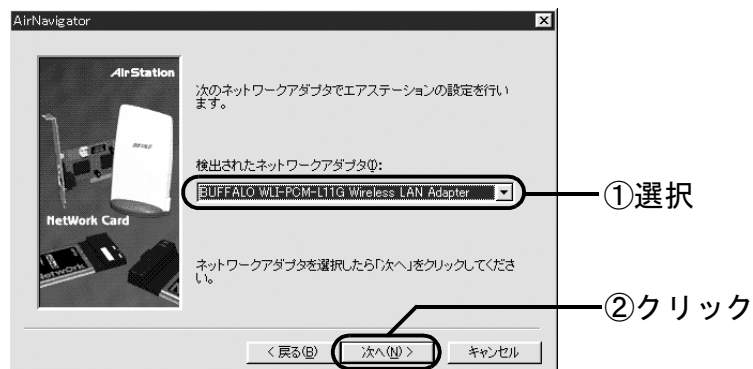 AirNavigator
AirStation
BUFFALO
NetWork Card
NetWork
次のネットワークアダプタでエアステーションの設定を行い
ます。
検出されたネットワークアダプタ(I):
BUFFALO WLI-PCM-L11G Wireless LAN Adapter
①選択
ネットワークアダプタを選択したら「次へ」をクリックしてくださ
い。
②クリック
< 戻る(B)
次へ(N) >
キャンセル